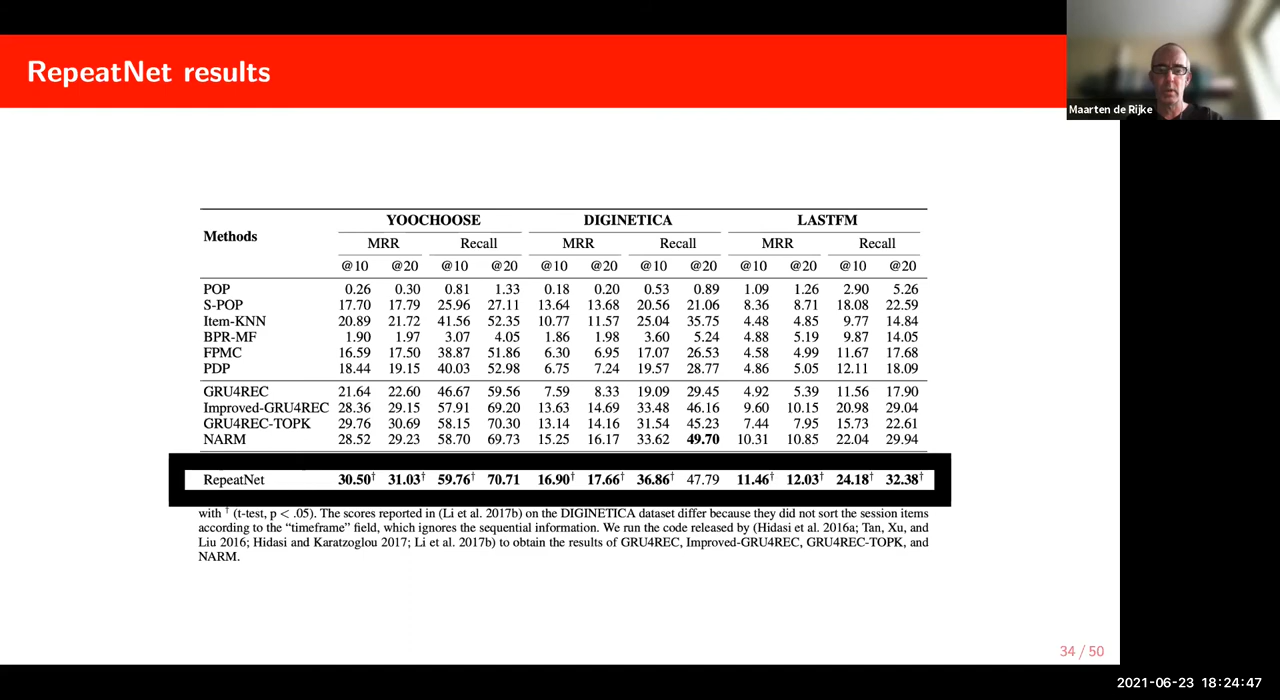 RepeatNet results
Maarten de Rijke
Methods YOOCHOOSE DIGINETICA LASTFM
MRR Recall MRR Recall MRR Recall
@10 @20 @10 @20 @10 @20 @10 @20 @10 @20 @10 @20
POP 0.26 0.30 0.81 1.33 0.18 0.20 0.53 0.89 1.09 1.26 2.90 5.26
S-POP 17.70 17.79 25.96 27.11 13.64 13.68 20.56 21.06 8.36 8.71 18.08 22.59
Item-KNN 20.89 21.72 41.56 52.35 10.77 11.57 25.04 35.75 4.48 4.85 9.77 14.84
BPR-MF 1.90 1.97 3.07 4.05 1.86 1.98 3.60 5.24 4.88 5.19 9.87 14.05
FPMC 16.59 17.50 38.87 51.86 6.30 6.95 17.07 26.53 4.58 4.99 11.67 17.68
PDP 18.44 19.15 40.03 52.98 6.75 7.24 19.57 28.77 4.86 5.05 12.11 18.09
GRU4REC 21.64 22.60 46.67 59.56 7.59 8.33 19.09 29.45 4.92 5.39 11.56 17.90
Improved-GRU4REC 28.36 29.15 57.91 69.20 13.63 14.69 33.48 46.16 9.60 10.15 20.98 29.04
GRU4REC-TOPK 29.76 30.69 58.15 70.30 13.14 14.16 31.54 45.23 7.44 7.95 15.73 22.61
NARM 28.52 29.23 58.70 69.73 15.25 16.17 33.62 49.70 10.31 10.85 22.04 29.94
RepeatNet 30.50† 31.03† 59.76† 70.71 16.90† 17.66† 36.86† 47.79 11.46† 12.03† 24.18† 32.38†
with † (t-test, p < .05). The scores reported in (Li et al. 2017b) on the DIGINETICA dataset differ because they did not sort the session items
according to the “timeframe” field, which ignores the sequential information. We run the code released by (Hidasi et al. 2016a; Tan, Xu, and
Liu 2016; Hidasi and Karatzoglou 2017; Li et al. 2017b) to obtain the results of GRU4REC, Improved-GRU4REC, GRU4REC-TOPK, and
NARM.
34 / 50
2021-06-23 18:24:47